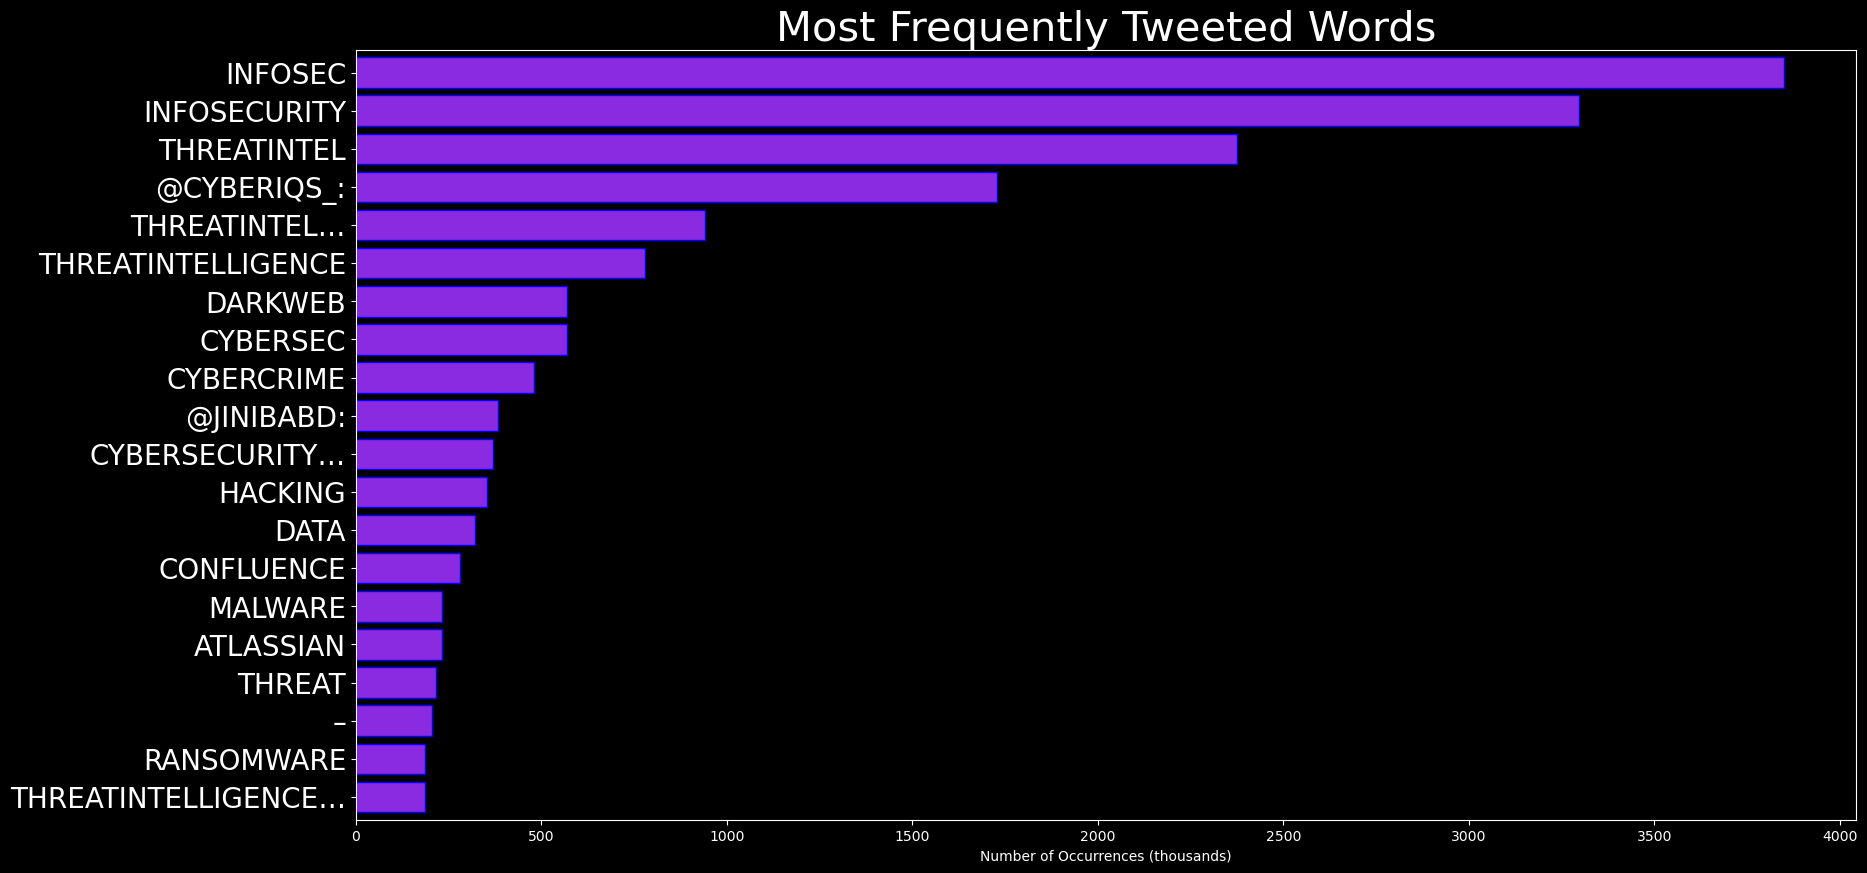 Most Frequently Tweeted Words
INFOSEC
INFOSECURITY
THREATINTEL
@CYBERIQS_:
THREATINTEL…
THREATINTELLIGENCE
DARKWEB
CYBERSEC
CYBERCRIME
@JINIBABD:
CYBERSECURITY…
HACKING
DATA
CONFLUENCE
MALWARE
ATLASSIAN
THREAT
–
RANSOMWARE
THREATINTELLIGENCE…
0 500 1000 1500 2000 2500 3000 3500 4000
Number of Occurrences (thousands)